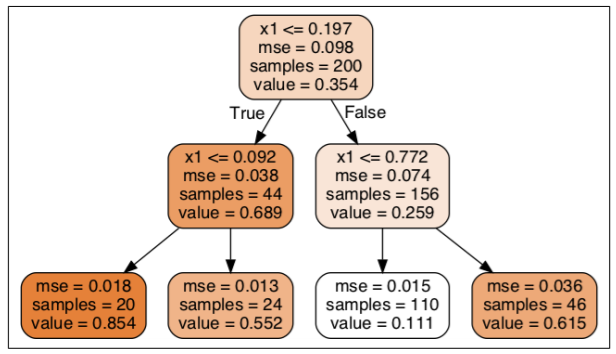 x1 <= 0.197
mse = 0.098
samples = 200
value = 0.354
True
False
x1 <= 0.092
mse = 0.038
samples = 44
value = 0.689
x1 <= 0.772
mse = 0.074
samples = 156
value = 0.259
mse = 0.018
samples = 20
value = 0.854
mse = 0.013
samples = 24
value = 0.552
mse = 0.015
samples = 110
value = 0.111
mse = 0.036
samples = 46
value = 0.615